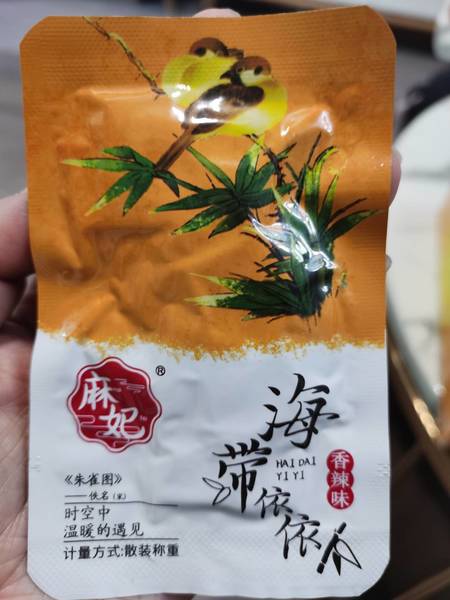 麻妃
®
海带依依
HAI DAI
YI YI
香辣味
《朱雀图》
——佚名(宋)
时空中
温暖的遇见
计量方式:散装称重